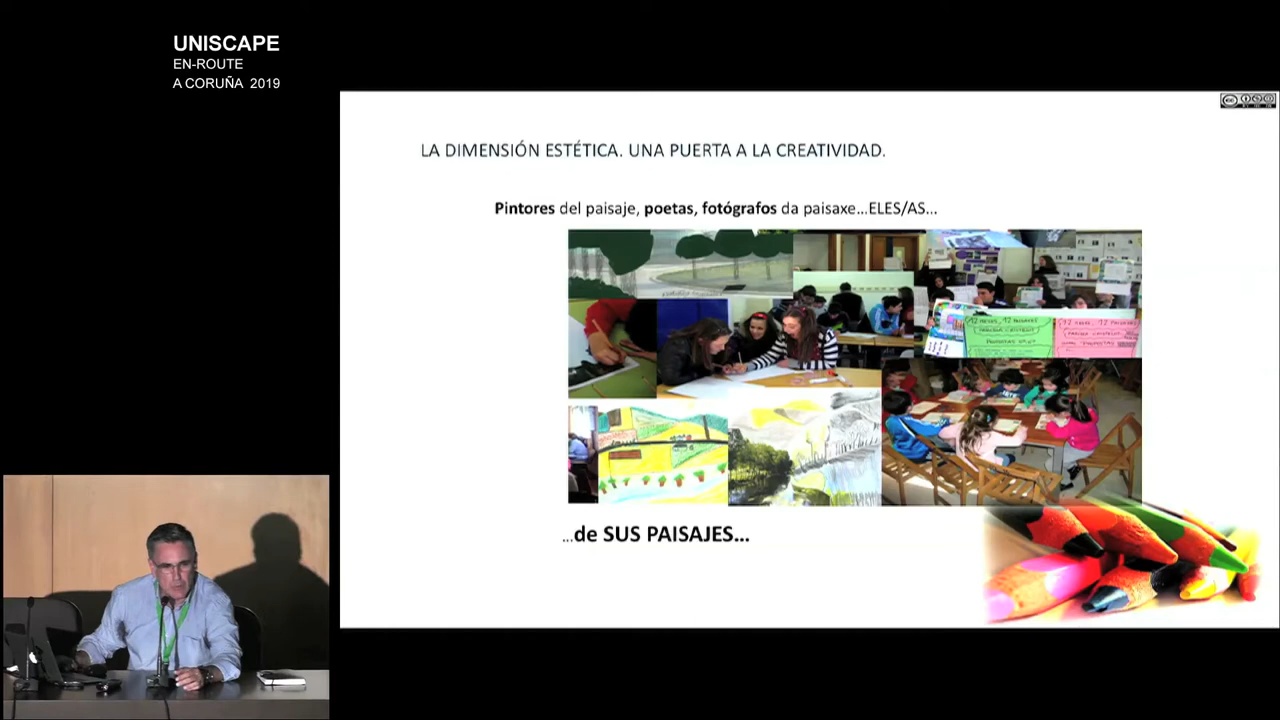 UNISCAPE
EN-ROUTE
A CORUÑA 2019
LA DIMENSIÓN ESTÉTICA. UNA PUERTA A LA CREATIVIDAD.
Pintores del paisaje, poetas, fotógrafos da paisaxe...ELES/AS...
...de SUS PAISAJES...